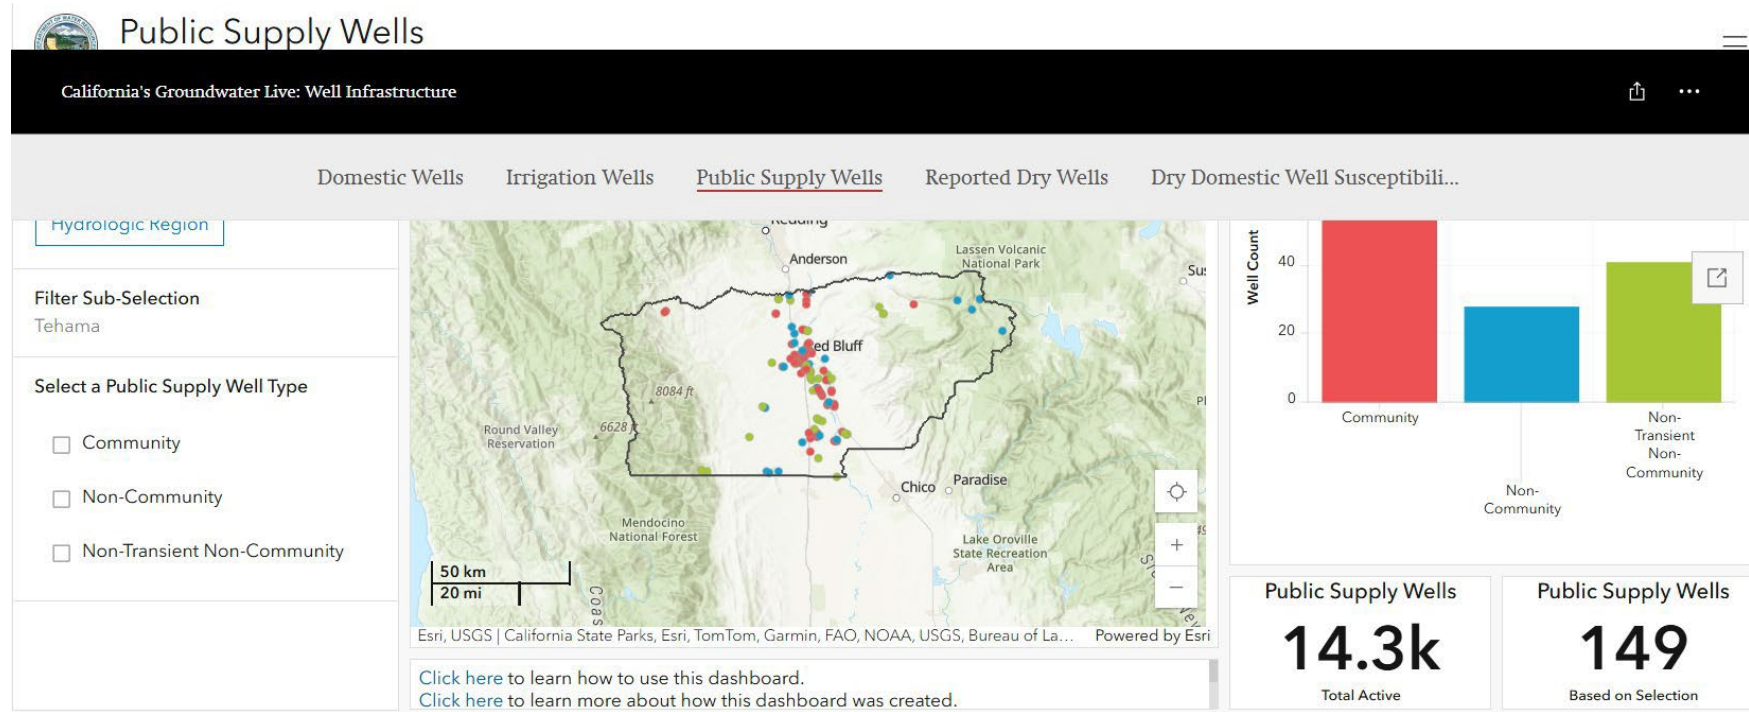 Public Supply Wells
California's Groundwater Live: Well Infrastructure
Domestic Wells
Irrigation Wells
Public Supply Wells
Reported Dry Wells
Dry Domestic Well Susceptibili...
Hydrologic Region
Filter Sub-Selection
Tehama
Select a Public Supply Well Type
Community
Non-Community
Non-Transient Non-Community
Redding
Anderson
Lassen Volcanic
National Park
Sus
ed Bluff
8084 ft
6628 f
Round Valley
Reservation
Chico
Paradise
Mendocino
National Forest
Lake Oroville
State Recreation
Area
Coas
50 km
20 mi
+
−
Esri, USGS | California State Parks, Esri, TomTom, Garmin, FAO, NOAA, USGS, Bureau of La...
Powered by Esri
Click here to learn how to use this dashboard.
Click here to learn more about how this dashboard was created.
Well Count
40
20
0
Community
Non-
Community
Non-
Transient
Non-
Community
Public Supply Wells
14.3k
Total Active
Public Supply Wells
149
Based on Selection